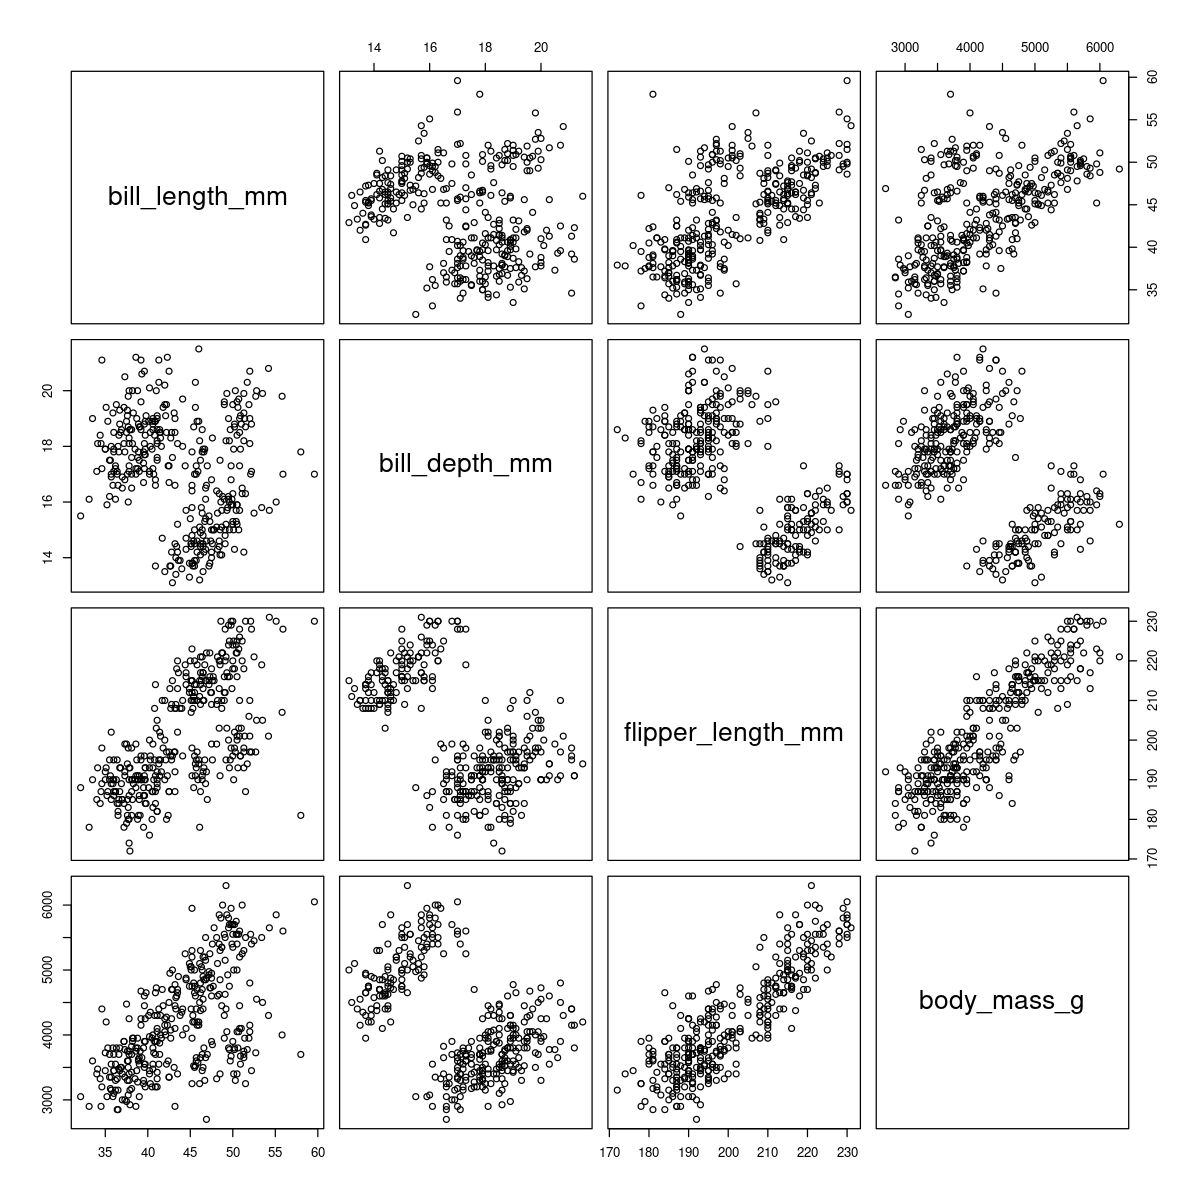 14 16 18 20 3000 4000 5000 6000
bill_length_mm
35 40 45 50 55 60
14 16 18 20
bill_depth_mm
flipper_length_mm
170 180 190 200 210 220 230
3000 4000 5000 6000
body_mass_g
35 40 45 50 55 60 170 180 190 200 210 220 230